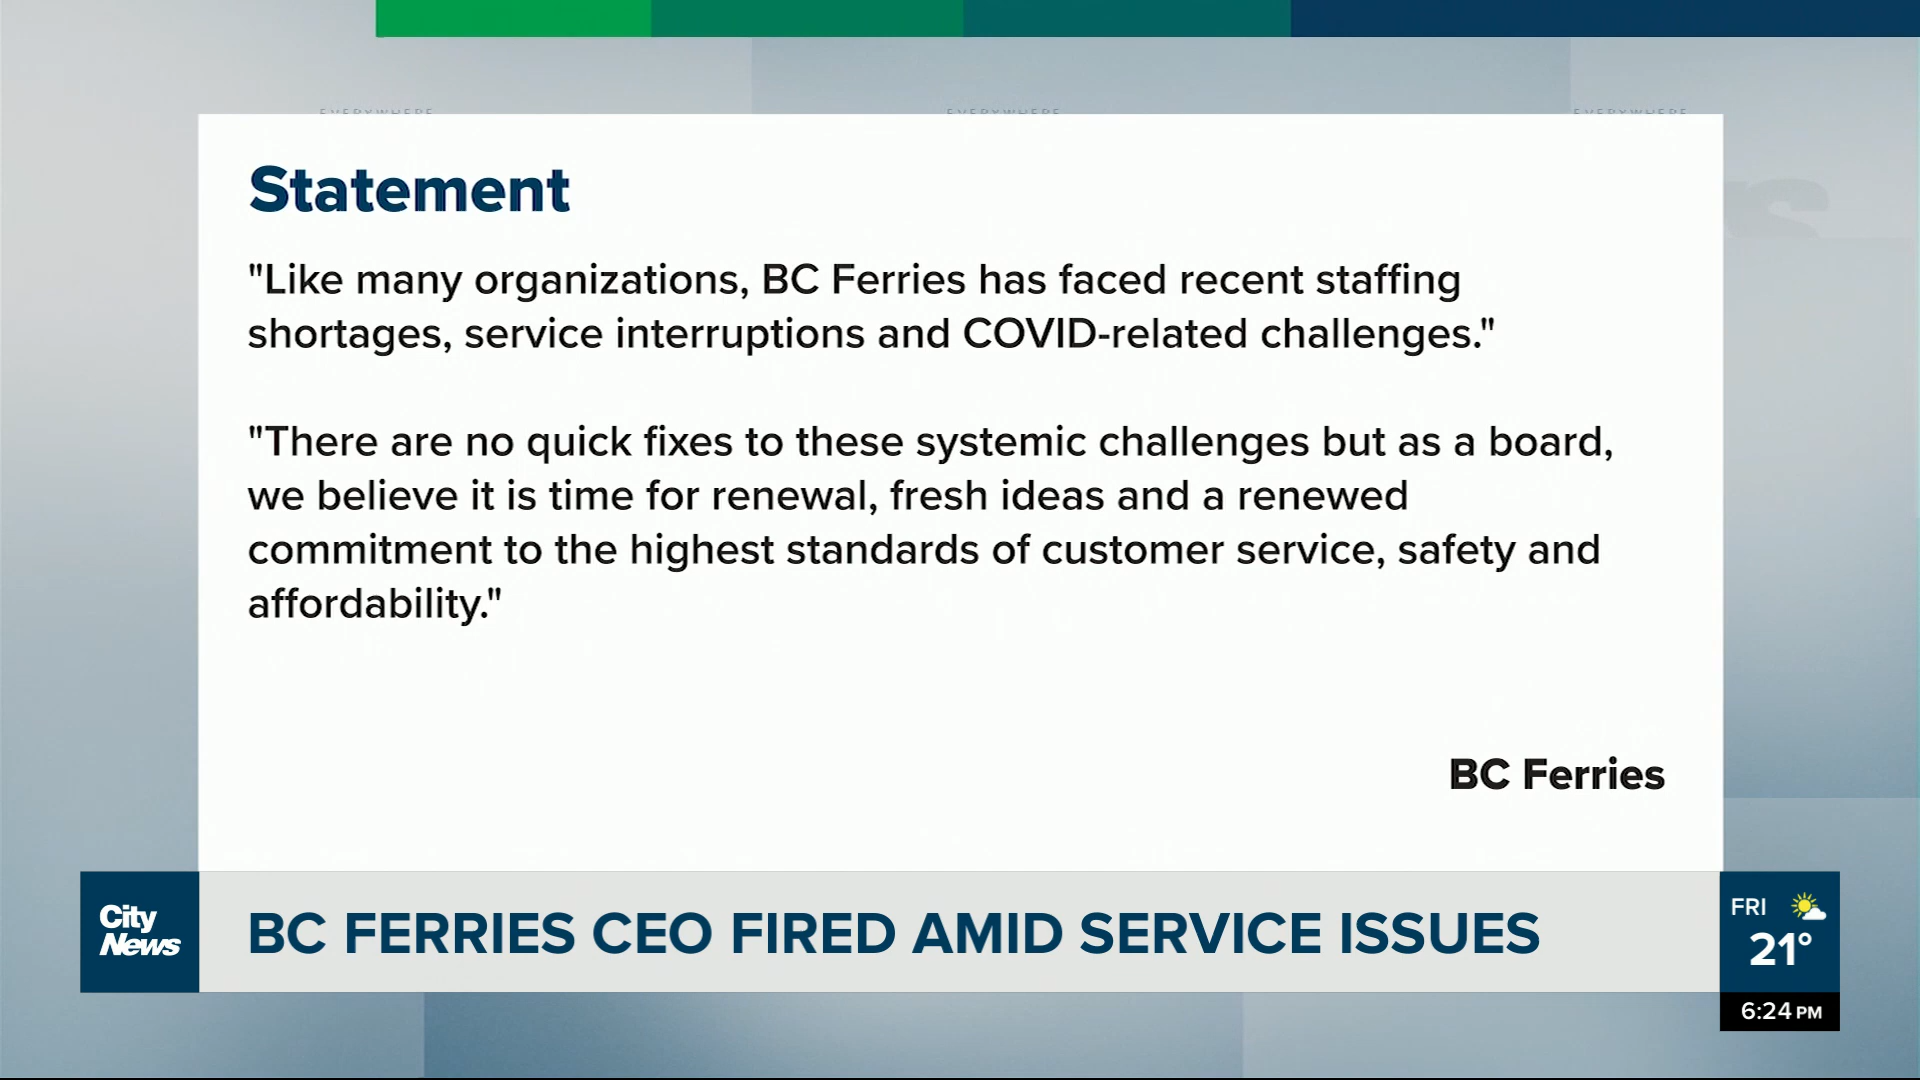 EVERYWHERE EVERYWHERE EVERYWHERE
Statement
"Like many organizations, BC Ferries has faced recent staffing
shortages, service interruptions and COVID-related challenges."
"There are no quick fixes to these systemic challenges but as a board,
we believe it is time for renewal, fresh ideas and a renewed
commitment to the highest standards of customer service, safety and
affordability."
BC Ferries
City
News
BC FERRIES CEO FIRED AMID SERVICE ISSUES
FRI
21°
6:24 PM